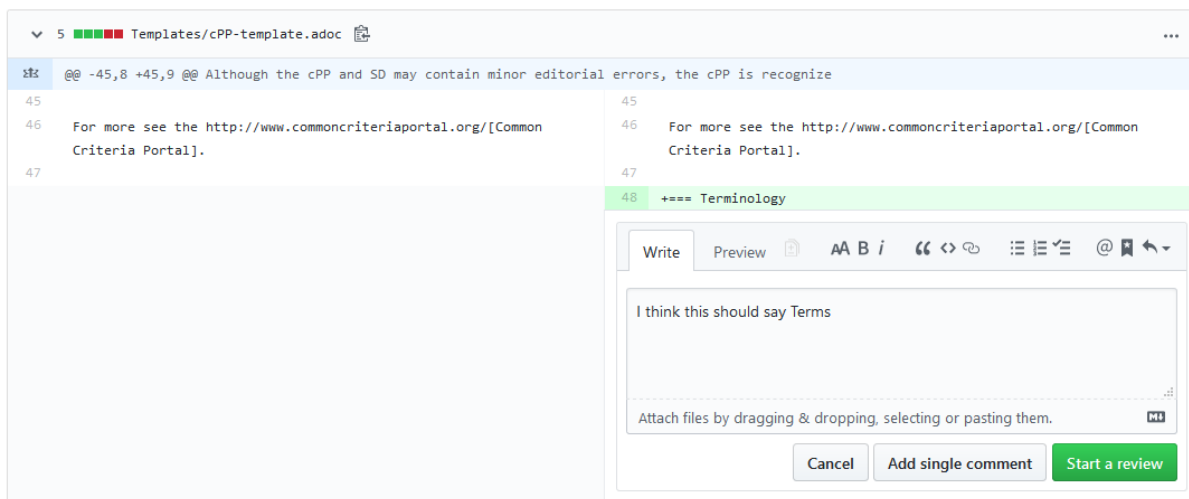 5 Templates/cPP-template.adoc
@@ -45,8 +45,9 @@ Although the cPP and SD may contain minor editorial errors, the cPP is recognize
45
46 For more see the http://www.commoncriteriaportal.org/[Common
Criteria Portal].
47
45
46 For more see the http://www.commoncriteriaportal.org/[Common
Criteria Portal].
47
48 +=== Terminology
Write Preview AA B i @
I think this should say Terms
Attach files by dragging & dropping, selecting or pasting them.
Cancel Add single comment Start a review